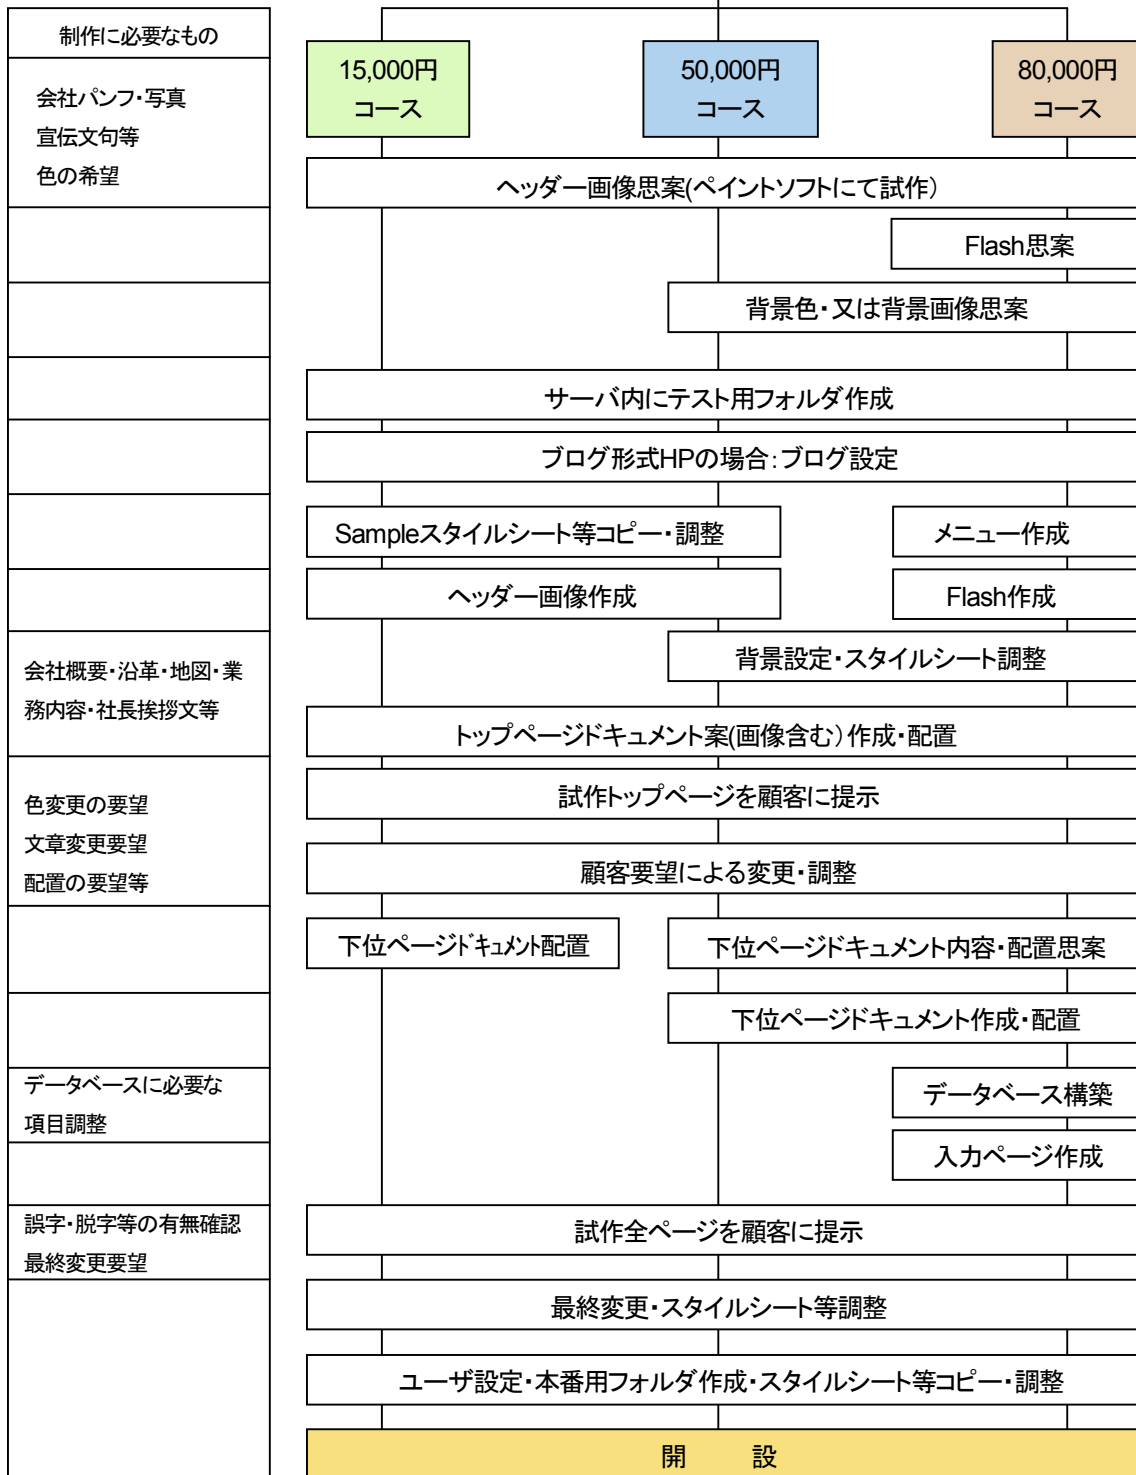 制作に必要なもの
会社パンフ・写真
宣伝文句等
色の希望
会社概要・沿革・地図・業
務内容・社長挨拶文等
色変更の要望
文章変更要望
配置の要望等
データベースに必要な
項目調整
誤字・脱字等の有無確認
最終変更要望
15,000円
コース
50,000円
コース
80,000円
コース
ヘッダー画像思案(ペイントソフトにて試作)
Flash思案
背景色・又は背景画像思案
サーバ内にテスト用フォルダ作成
ブログ形式HPの場合:ブログ設定
Sampleスタイルシート等コピー・調整
メニュー作成
ヘッダー画像作成
Flash作成
背景設定・スタイルシート調整
トップページドキュメント案(画像含む)作成・配置
試作トップページを顧客に提示
顧客要望による変更・調整
下位ページドキュメント配置
下位ページドキュメント内容・配置思案
下位ページドキュメント作成・配置
データベース構築
入力ページ作成
試作全ページを顧客に提示
最終変更・スタイルシート等調整
ユーザ設定・本番用フォルダ作成・スタイルシート等コピー・調整
開　　設